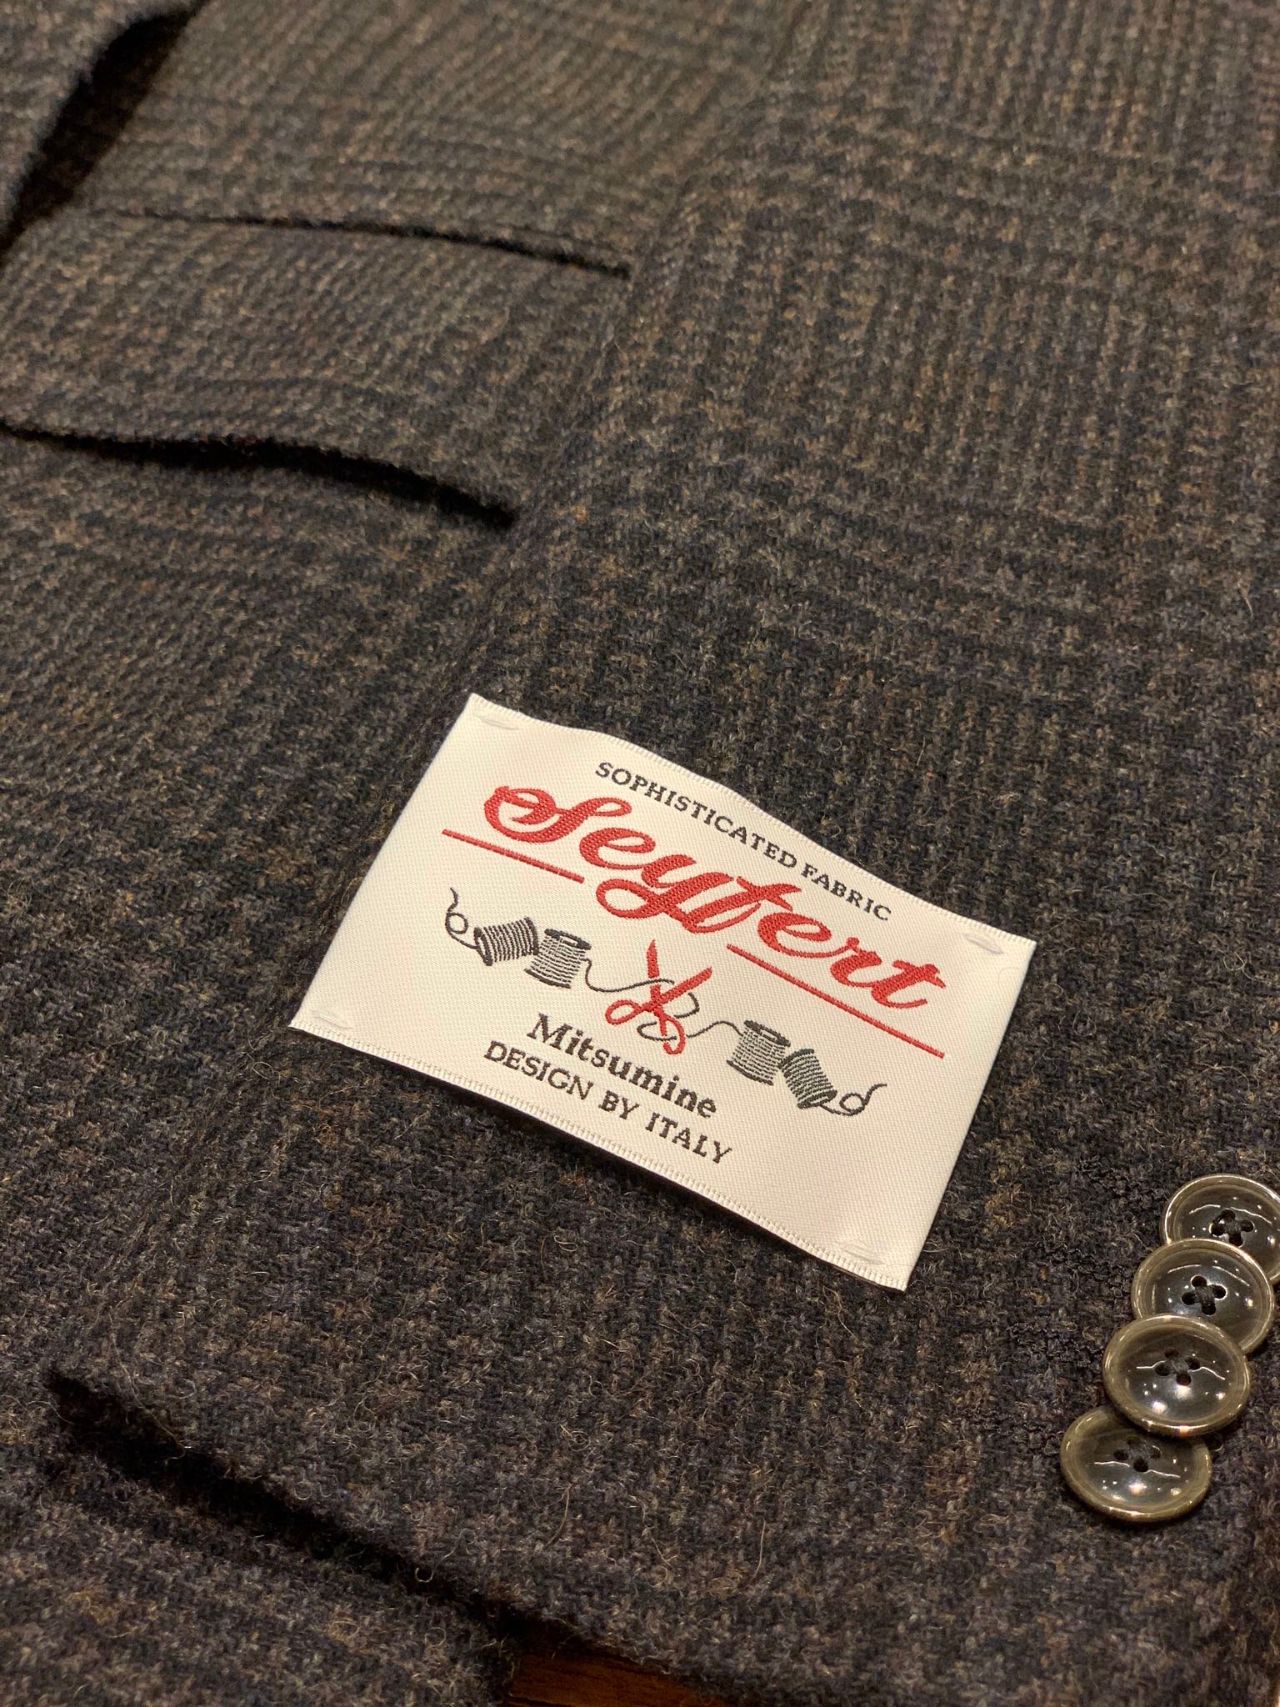 SOPHISTICATED FABRIC
Seyfert
Mitsumine
DESIGN BY ITALY